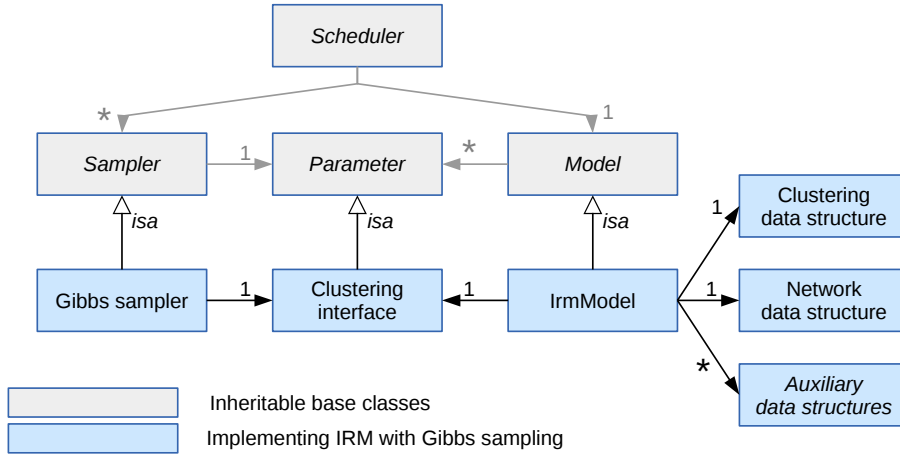 Scheduler
* 1
Sampler 1 Parameter * Model
isa isa isa
Clustering
data structure
1
Gibbs sampler 1 Clustering
interface 1 IrmModel 1 Network
data structure
*
Auxiliary
data structures
Inheritable base classes
Implementing IRM with Gibbs sampling